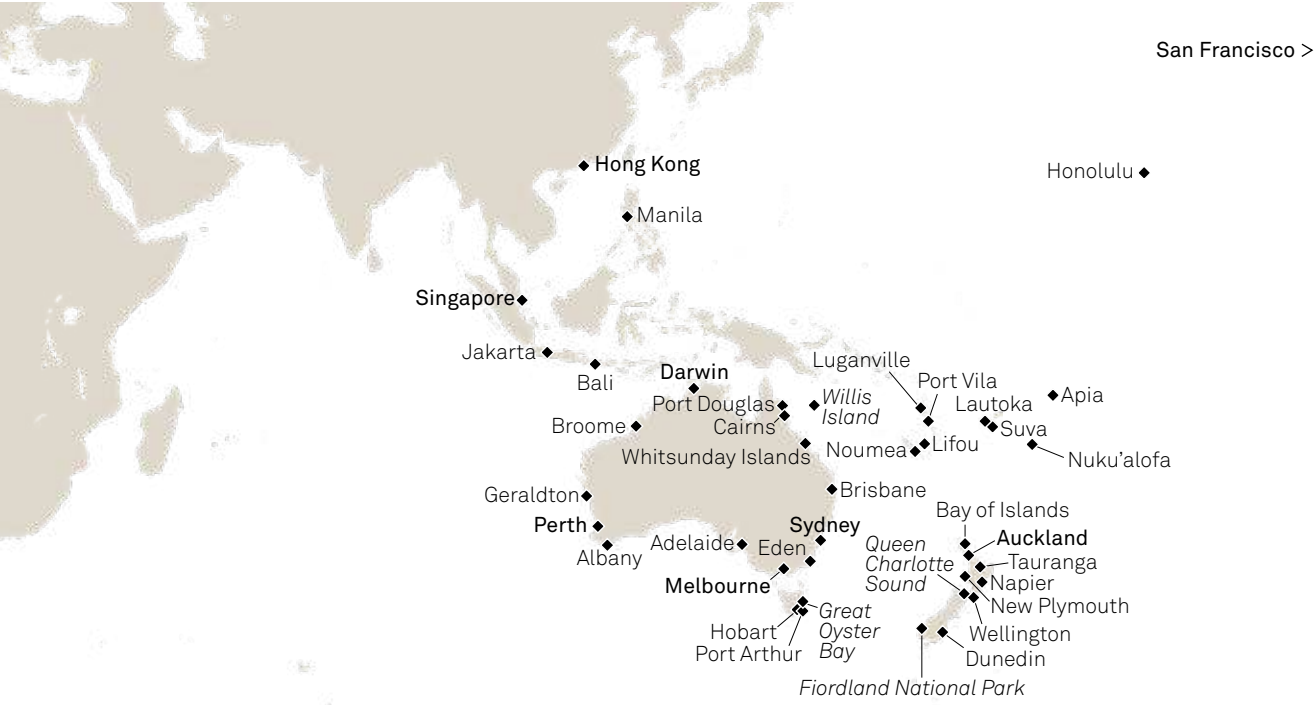 San Francisco >
Hong Kong
Honolulu
Manila
Singapore
Jakarta
Bali
Darwin
Luganville
Port Vila
Port Douglas
Willis
Island
Lautoka
Apia
Cairns
Broome
Suva
Whitsunday Islands
Noumea
Lifou
Nuku’alofa
Geraldton
Brisbane
Bay of Islands
Perth
Sydney
Auckland
Albany
Adelaide
Eden
Queen
Charlotte
Sound
Tauranga
Melbourne
Napier
New Plymouth
Great
Oyster
Bay
Hobart
Port Arthur
Wellington
Dunedin
Fiordland National Park